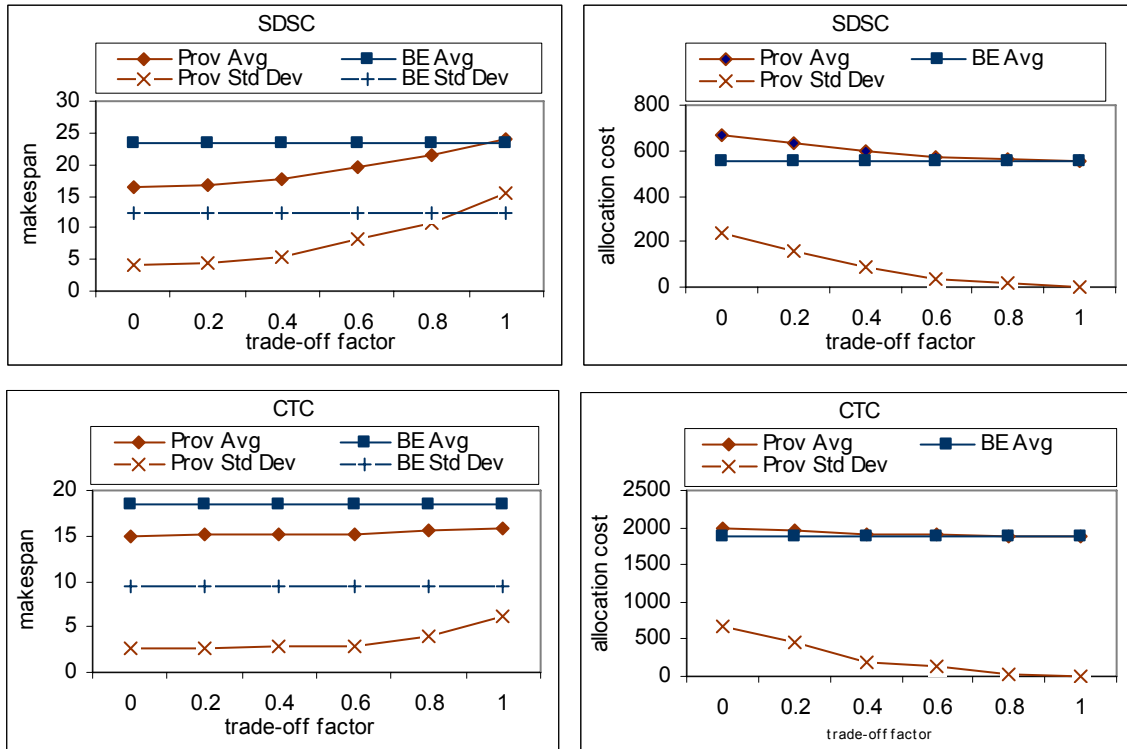 SDSC
Prov Avg BE Avg
Prov Std Dev BE Std Dev
makespan
30
25
20
15
10
5
0
0 0.2 0.4 0.6 0.8 1
trade-off factor
SDSC
Prov Avg BE Avg
Prov Std Dev
allocation cost
800
600
400
200
0
0 0.2 0.4 0.6 0.8 1
trade-off factor
CTC
Prov Avg BE Avg
Prov Std Dev BE Std Dev
makespan
20
15
10
5
0
0 0.2 0.4 0.6 0.8 1
trade-off factor
CTC
Prov Avg BE Avg
Prov Std Dev
allocation cost
2500
2000
1500
1000
500
0
0 0.2 0.4 0.6 0.8 1
trade-off factor